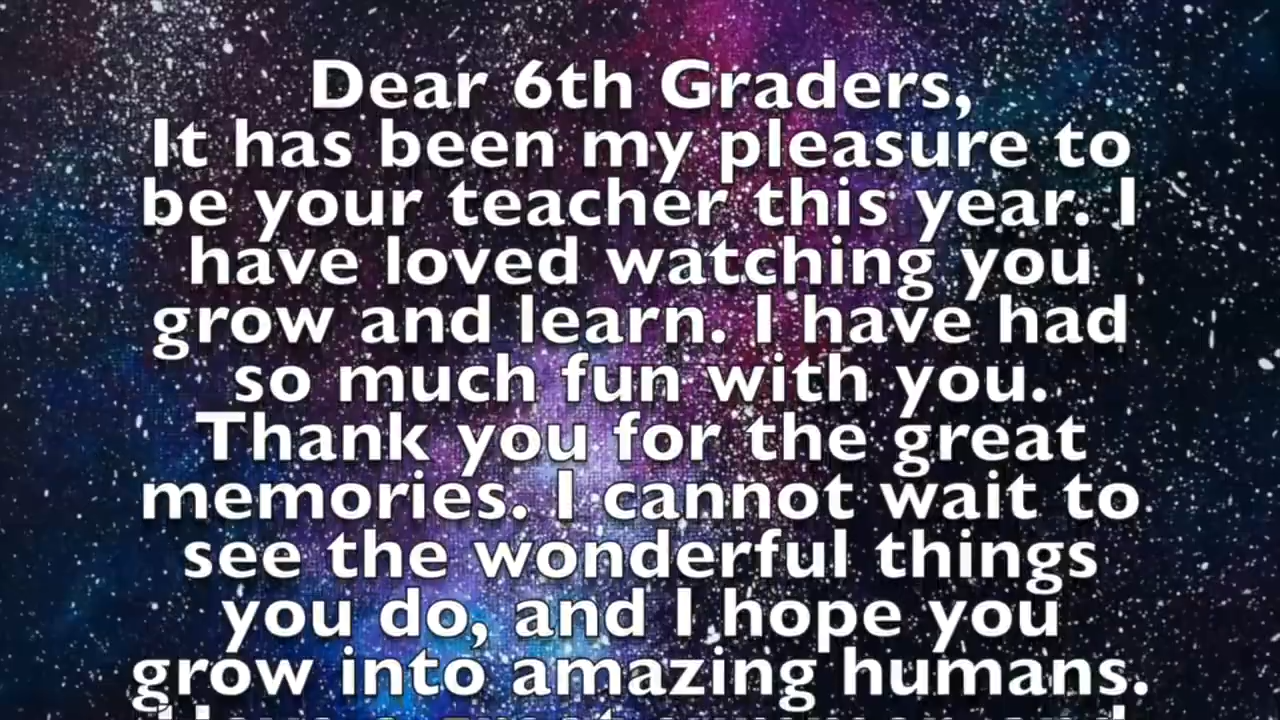 Dear 6th Graders,
It has been my pleasure to
be your teacher this year. I
have loved watching you
grow and learn. I have had
so much fun with you.
Thank you for the great
memories. I cannot wait to
see the wonderful things
you do, and I hope you
grow into amazing humans.